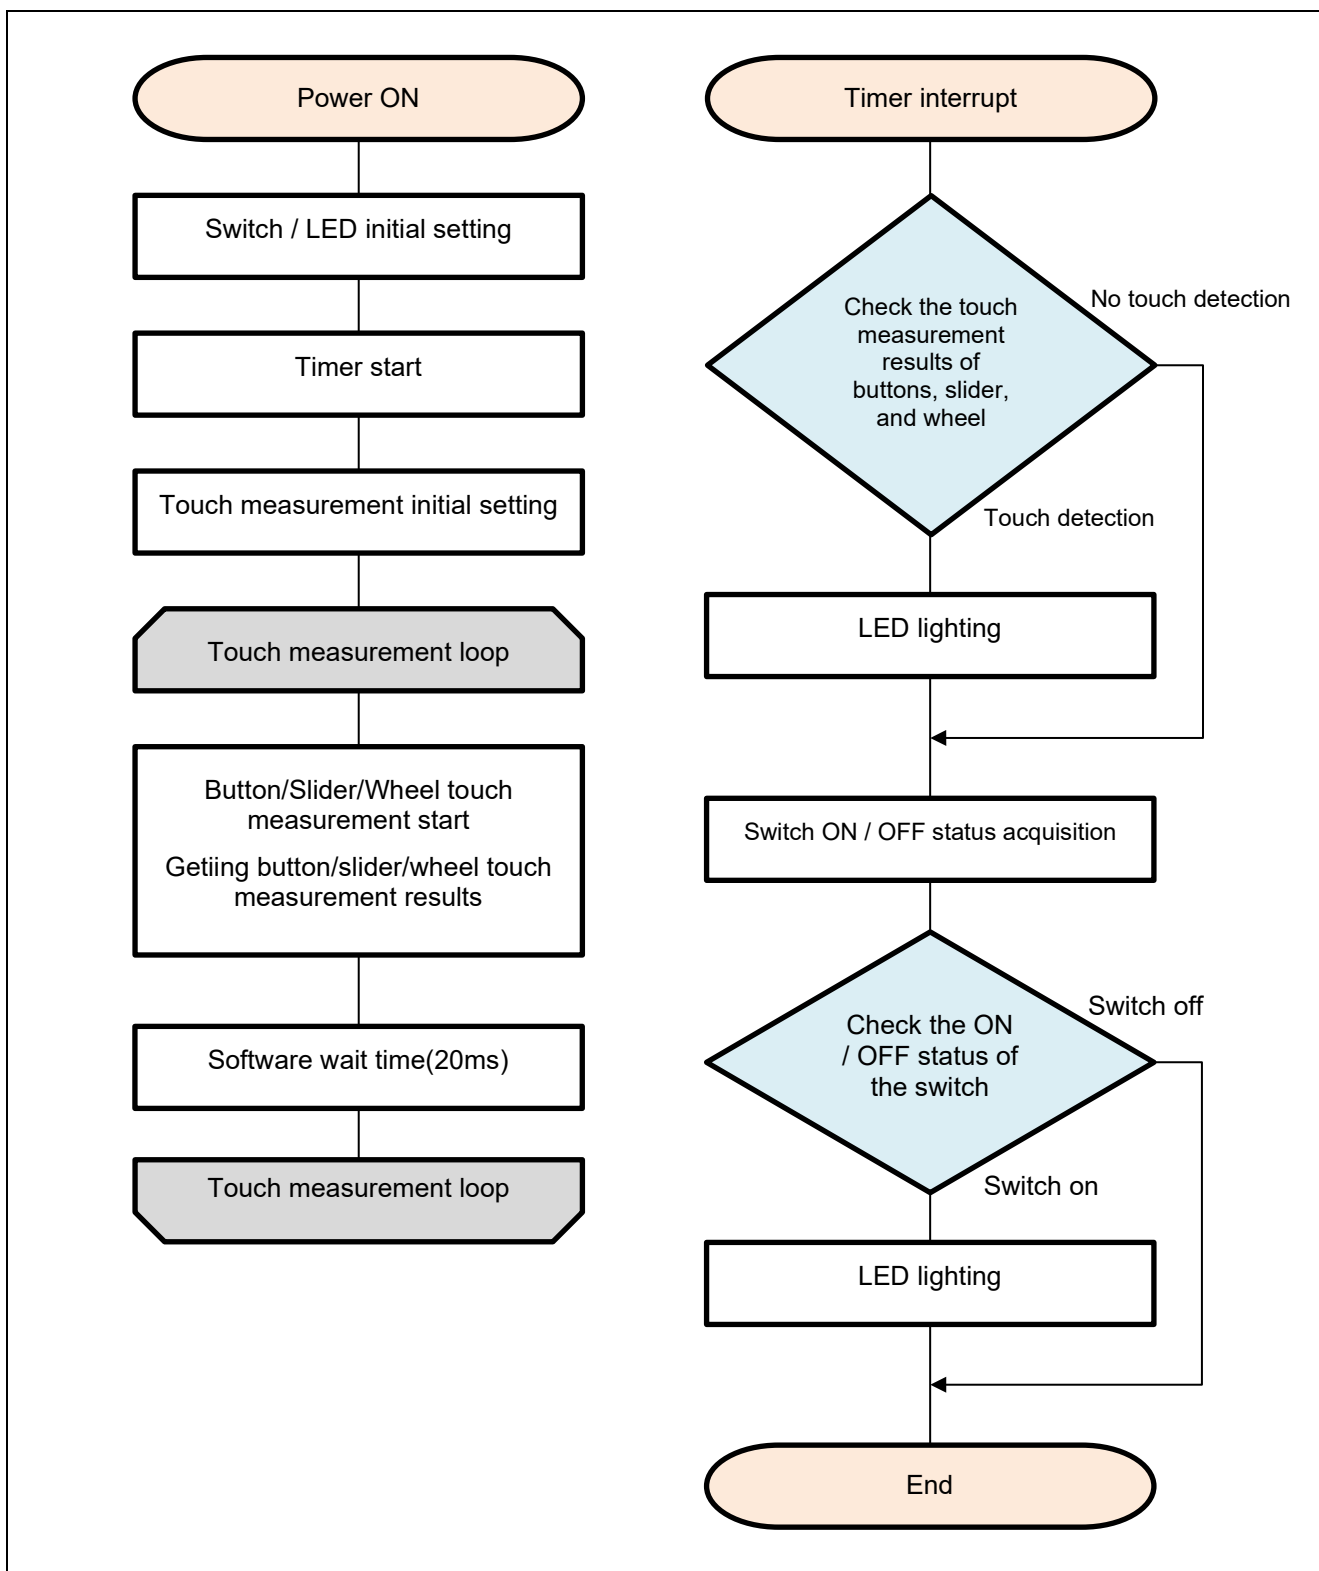 Power ON
Switch / LED initial setting
Timer start
Touch measurement initial setting
Touch measurement loop
Button/Slider/Wheel touch
measurement start
Getiing button/slider/wheel touch
measurement results
Software wait time(20ms)
Touch measurement loop
Timer interrupt
Check the touch
measurement
results of
buttons, slider,
and wheel
No touch detection
Touch detection
LED lighting
Switch ON / OFF status acquisition
Check the ON
/ OFF status of
the switch
Switch off
Switch on
LED lighting
End